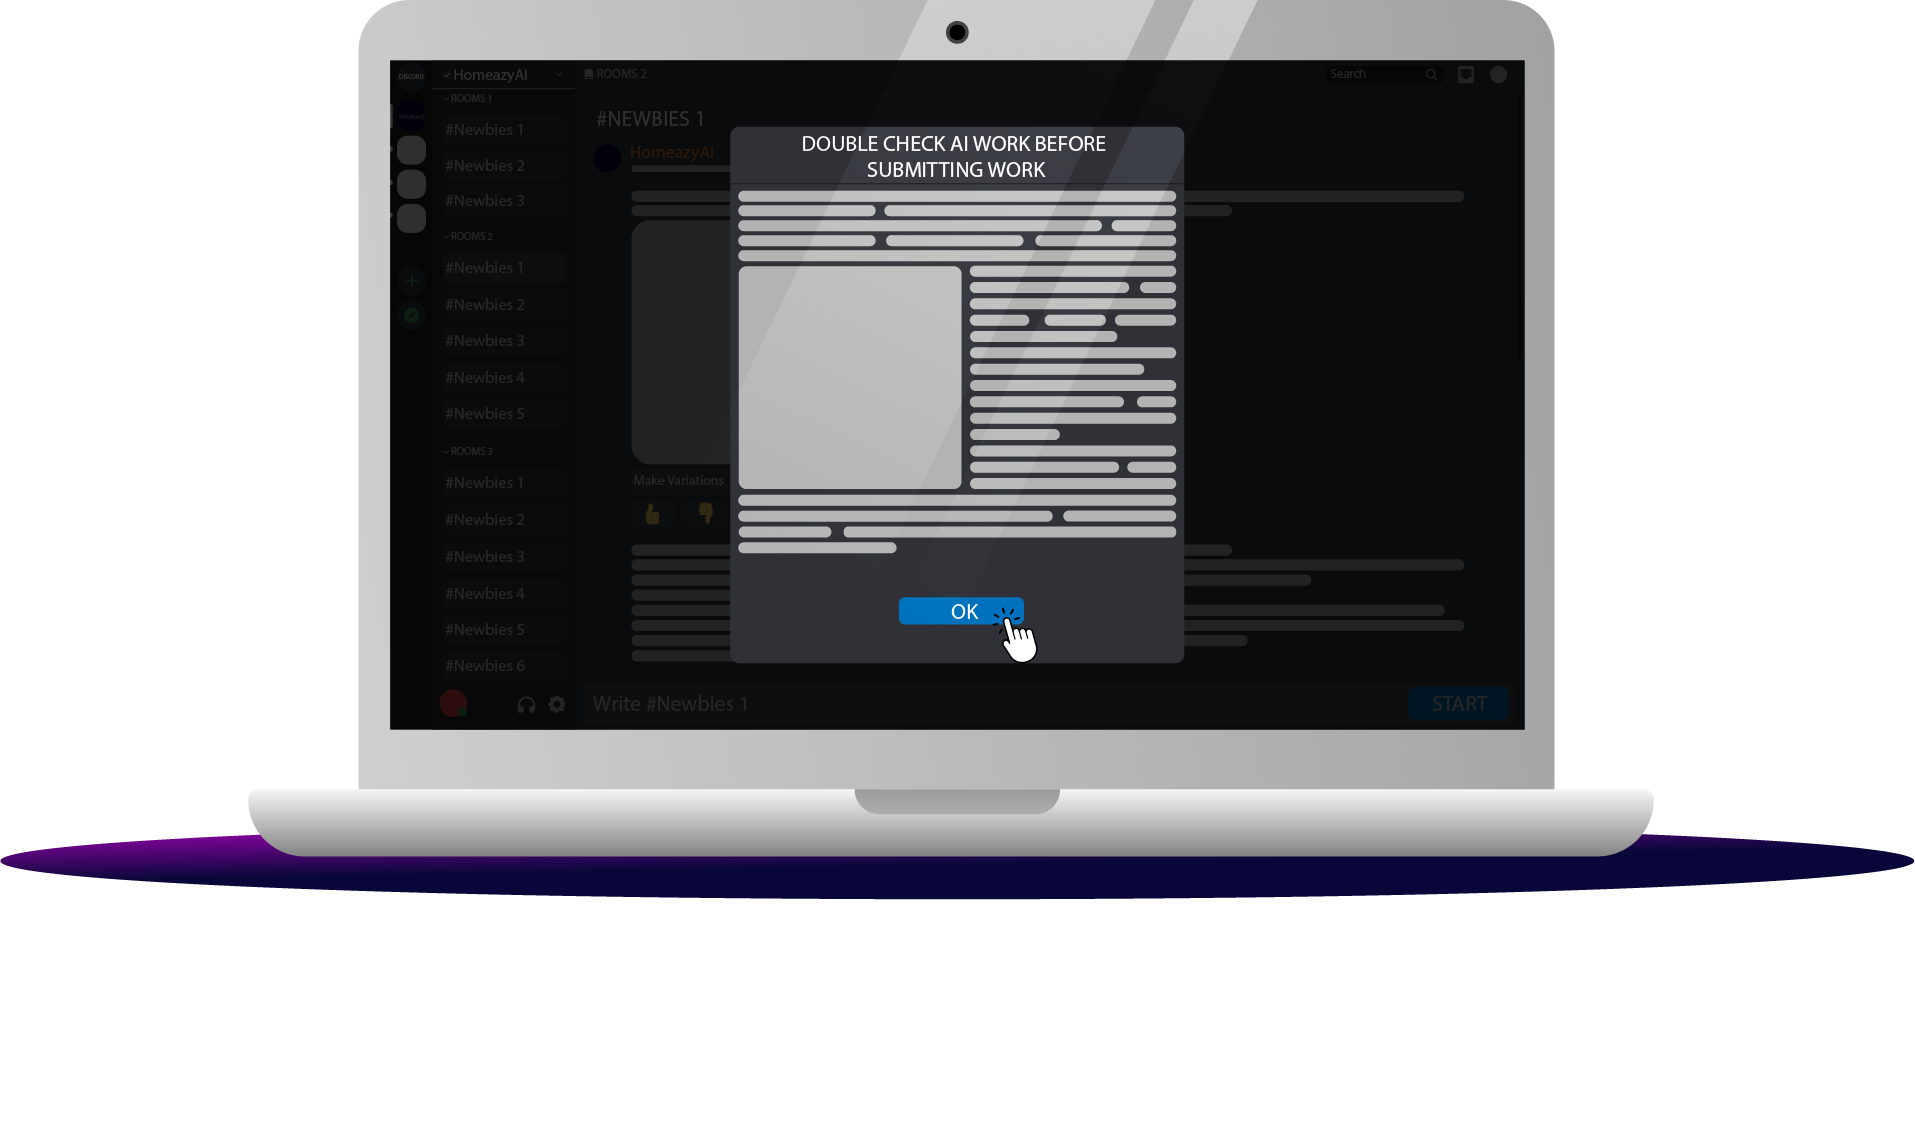 DISCORD
HomeazyAI
ROOMS 1
#Newbies 1
#Newbies 2
#Newbies 3
ROOMS 2
#Newbies 1
#Newbies 2
#Newbies 3
#Newbies 4
#Newbies 5
ROOMS 3
#Newbies 1
#Newbies 2
#Newbies 3
#Newbies 4
#Newbies 5
#Newbies 6
ROOMS 2
Search
#NEWBIES 1
HomeazyAI
Make Variations
DOUBLE CHECK AI WORK BEFORE
SUBMITTING WORK
OK
Write #Newbies 1
START